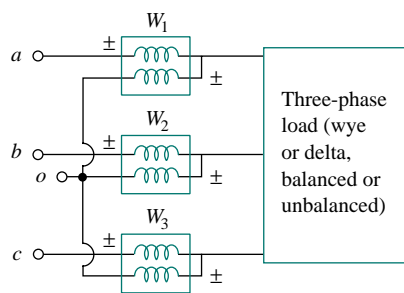 W1
a ±
±
Three-phase
load (wye
or delta,
balanced or
unbalanced)
W2
b ±
o
±
W3
c ±
±